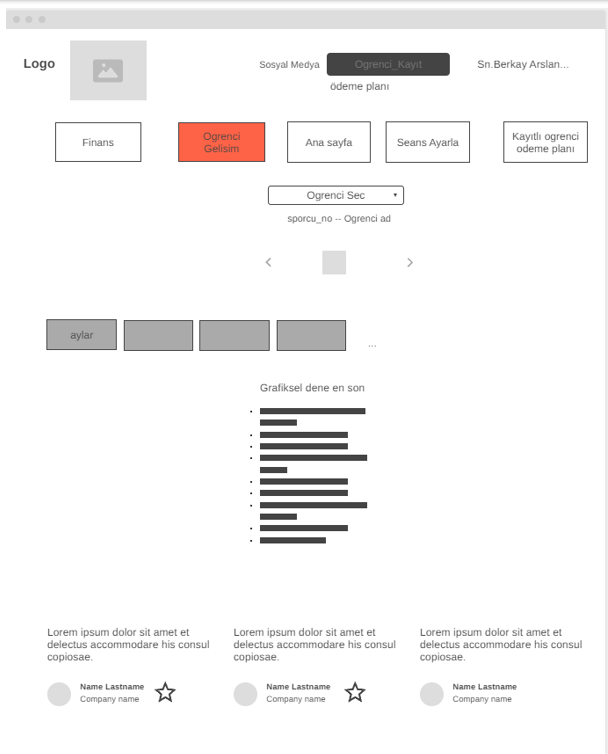 Logo
Sosyal Medya
Ogrenci_Kayıt
Sn.Berkay Arslan...
ödeme planı
Finans
Ogrenci
Gelisim
Ana sayfa
Seans Ayarla
Kayıtlı ogrenci
odeme planı
Ogrenci Sec
sporcu_no -- Ogrenci ad
aylar
...
Grafiksel dene en son
Lorem ipsum dolor sit amet et
delectus accommodare his consul
copiosae.
Name Lastname
Company name
Lorem ipsum dolor sit amet et
delectus accommodare his consul
copiosae.
Name Lastname
Company name
Lorem ipsum dolor sit amet et
delectus accommodare his consul
copiosae.
Name Lastname
Company name